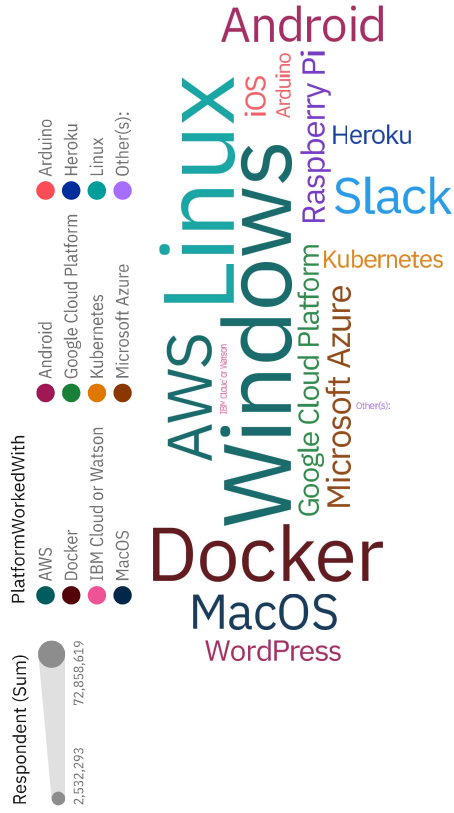 Respondent (Sum)
2,532,293
72,858,619
PlatformWorkedWith
AWS
Android
Arduino
Docker
Google Cloud Platform
Heroku
IBM Cloud or Watson
Kubernetes
Linux
MacOS
Microsoft Azure
Other(s):
Android
Linux
iOS
Arduino
Raspberry Pi
Heroku
Slack
Windows
Kubernetes
AWS
IBM Cloud or Watson
Google Cloud Platform
Microsoft Azure
Other(s):
Docker
MacOS
WordPress